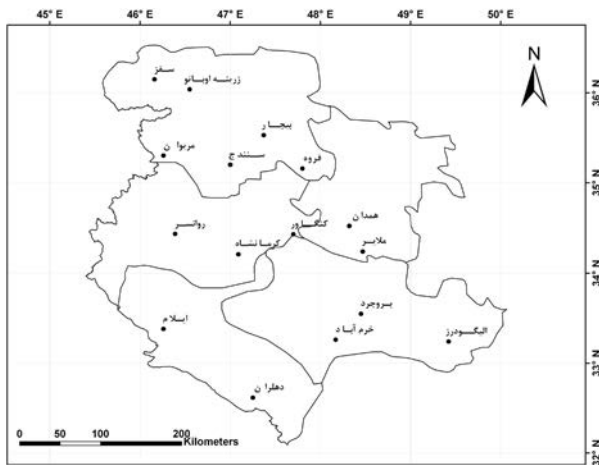 45° E 46° E 47° E 48° E 49° E 50° E
N
36° N
35° N
34° N
33° N
32° N
سقز
زرینه اوباتو
بیجار
مریوان
سنندج
قروه
همدان
کنگاور
روانسر
ملایر
کرمانشاه
بروجرد
ایلام
خرم آباد
الیگودرز
دهلران
0 50 100 200
Kilometers